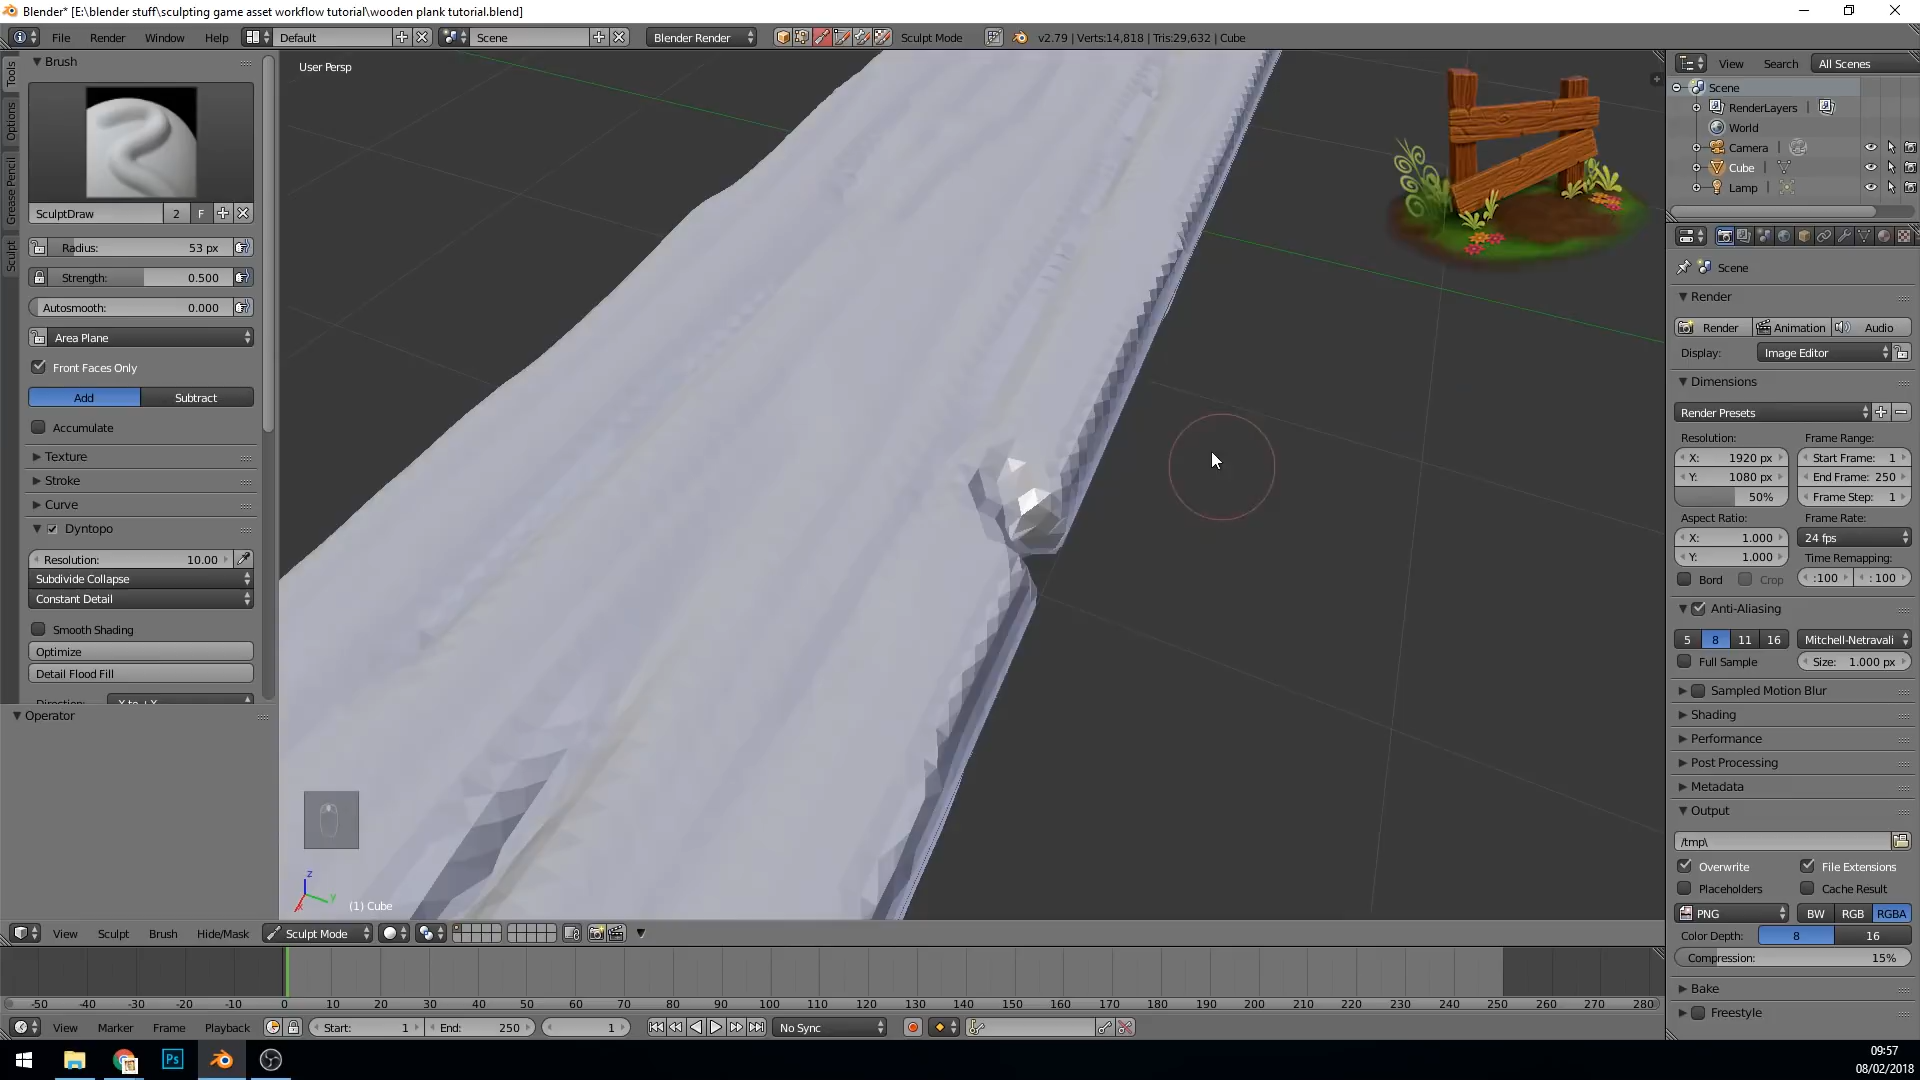 Blender* [E:\blender stuff\sculpting game asset workflow tutorial\wooden plank tutorial.blend]
File Render Window Help Default Scene Blender Render Sculpt Mode v2.79 | Verts:14,818 | Tris:29,632 | Cube
Tools
Options
Grease Pencil
Sculpt
Brush
SculptDraw 2 F
Radius: 53 px
Strength: 0.500
Autosmooth: 0.000
Area Plane
Front Faces Only
Add Subtract
Accumulate
Texture
Stroke
Curve
Dyntopo
Resolution: 10.00
Subdivide Collapse
Constant Detail
Smooth Shading
Optimize
Detail Flood Fill
Operator
User Persp
z
y
x
(1) Cube
View Sculpt Brush Hide/Mask Sculpt Mode
-50 -40 -30 -20 -10 0 10 20 30 40 50 60 70 80 90 100 110 120 130 140 150 160 170 180 190 200 210 220 230 240 250 260 270 280
View Marker Frame Playback Start: 1 End: 250 1 No Sync
View Search All Scenes
Scene
RenderLayers |
World
Camera |
Cube |
Lamp |
Scene
Render
Render Animation Audio
Display: Image Editor
Dimensions
Render Presets
Resolution: Frame Range:
X: 1920 px Start Frame: 1
Y: 1080 px End Frame: 250
50% Frame Step: 1
Aspect Ratio: Frame Rate:
X: 1.000 24 fps
Y: 1.000 Time Remapping:
Bord Crop :100 : 100
Anti-Aliasing
5 8 11 16 Mitchell-Netravali
Full Sample Size: 1.000 px
Sampled Motion Blur
Shading
Performance
Post Processing
Metadata
Output
/tmp\
Overwrite File Extensions
Placeholders Cache Result
PNG BW RGB RGBA
Color Depth: 8 16
Compression: 15%
Bake
Freestyle
Ps
09:57
08/02/2018